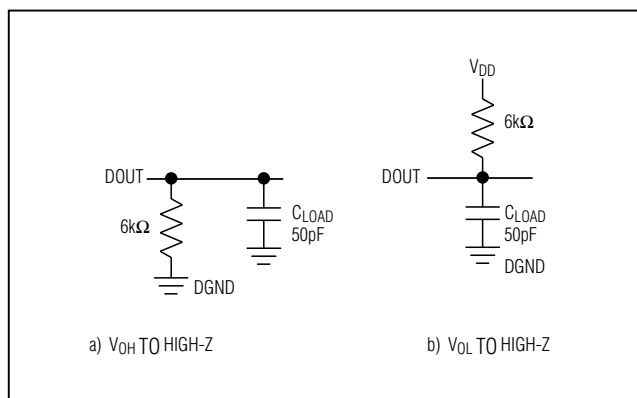 DOUT
6kΩ
DGND
CLOAD
50pF
a) VOH TO HIGH-Z
VDD
6kΩ
DOUT
CLOAD
50pF
DGND
b) VOL TO HIGH-Z